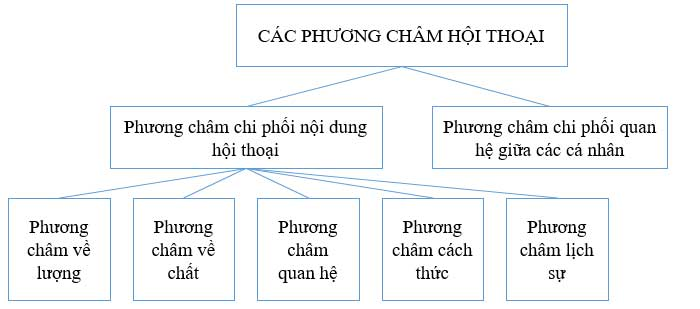 CÁC PHƯƠNG CHÂM HỘI THOẠI
Phương châm chi phối nội dung
hội thoại
Phương châm chi phối quan
hệ giữa các cá nhân
Phương
châm về
lượng
Phương
châm về
chất
Phương
châm
quan hệ
Phương
châm cách
thức
Phương
châm lịch
sự